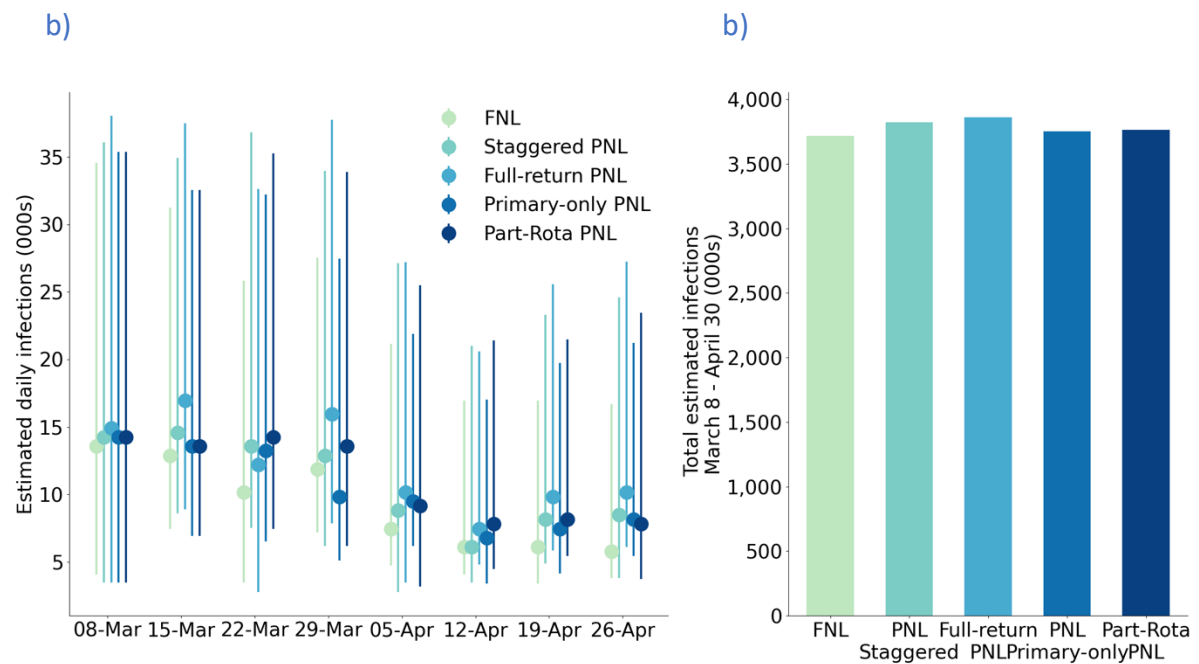 b)
b)
Estimated daily infections (000s)
35
30
25
20
15
10
5
FNL
Staggered PNL
Full-return PNL
Primary-only PNL
Part-Rota PNL
08-Mar 15-Mar 22-Mar 29-Mar 05-Apr 12-Apr 19-Apr 26-Apr
Total estimated infections
March 8 - April 30 (000s)
4,000
3,500
3,000
2,500
2,000
1,500
1,000
500
0
FNL PNL Full-return PNL Part-Rota
Staggered PNLPrimary-onlyPNL